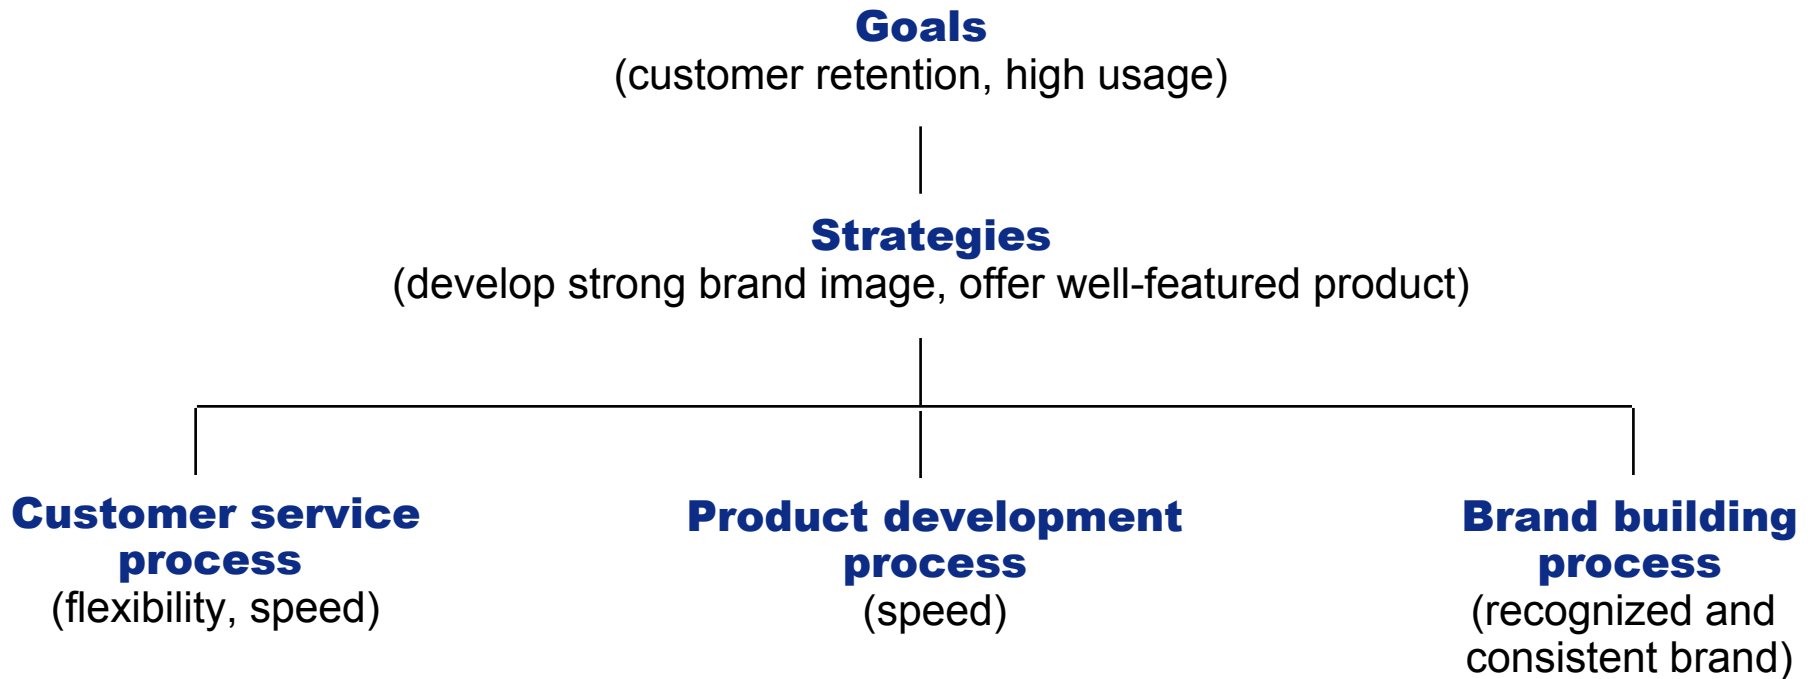 Goals
(customer retention, high usage)
Strategies
(develop strong brand image, offer well-featured product)
Customer service
process
(flexibility, speed)
Product development
process
(speed)
Brand building
process
(recognized and
consistent brand)